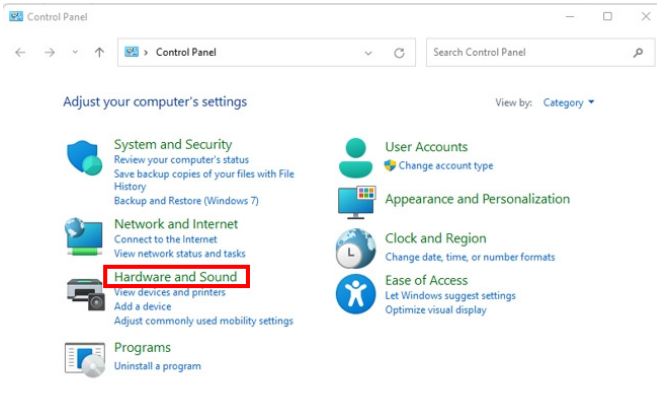 Control Panel
Control Panel
Search Control Panel
Adjust your computer's settings
View by: Category
System and Security
Review your computer's status
Save backup copies of your files with File
History
Backup and Restore (Windows 7)
Network and Internet
Connect to the Internet
View network status and tasks
Hardware and Sound
View devices and printers
Add a device
Adjust commonly used mobility settings
Programs
Uninstall a program
User Accounts
Change account type
Appearance and Personalization
Clock and Region
Change date, time, or number formats
Ease of Access
Let Windows suggest settings
Optimize visual display